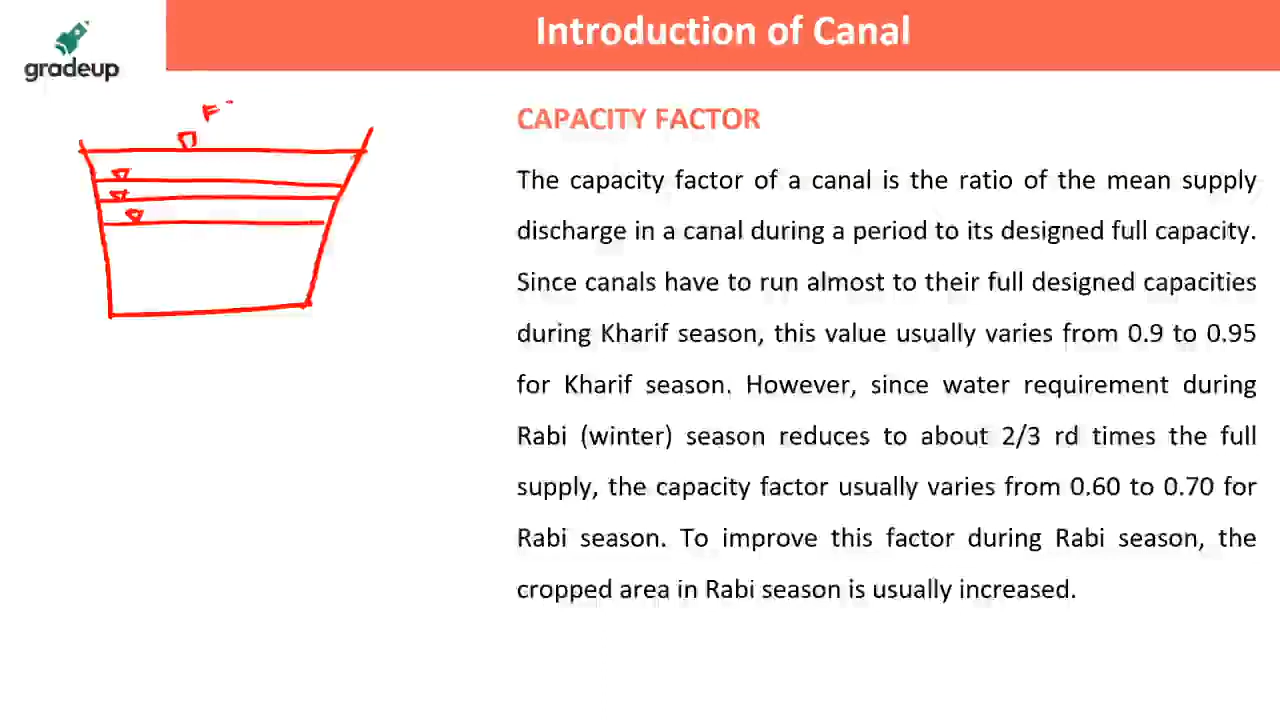 Introduction of Canal
gradeup
F
CAPACITY FACTOR
The capacity factor of a canal is the ratio of the mean supply
discharge in a canal during a period to its designed full capacity.
Since canals have to run almost to their full designed capacities
during Kharif season, this value usually varies from 0.9 to 0.95
for Kharif season. However, since water requirement during
Rabi (winter) season reduces to about 2/3 rd times the full
supply, the capacity factor usually varies from 0.60 to 0.70 for
Rabi season. To improve this factor during Rabi season, the
cropped area in Rabi season is usually increased.